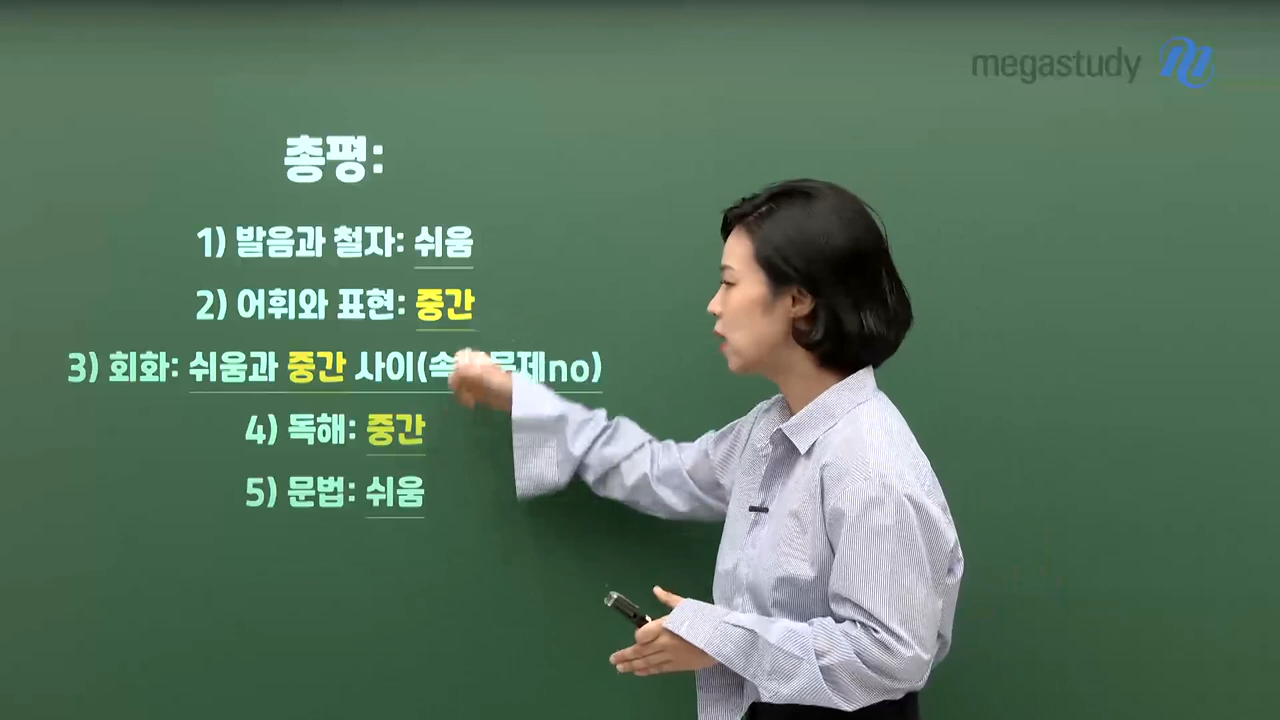 megastudy
총평:
1) 발음과 철자: 쉬움
2) 어휘와 표현: 중간
3) 회화: 쉬움과 중간 사이(속 제no)
4) 독해: 중간
5) 문법: 쉬움